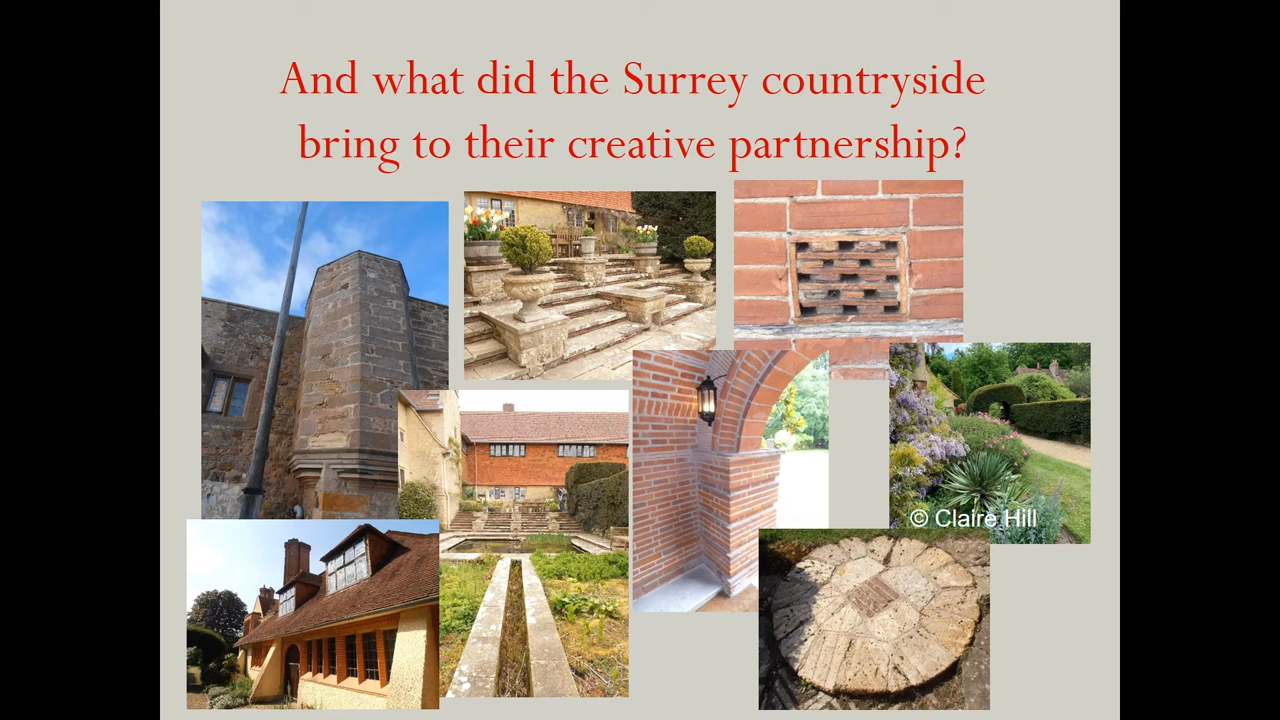 And what did the Surrey countryside
bring to their creative partnership?
© Claire Hill